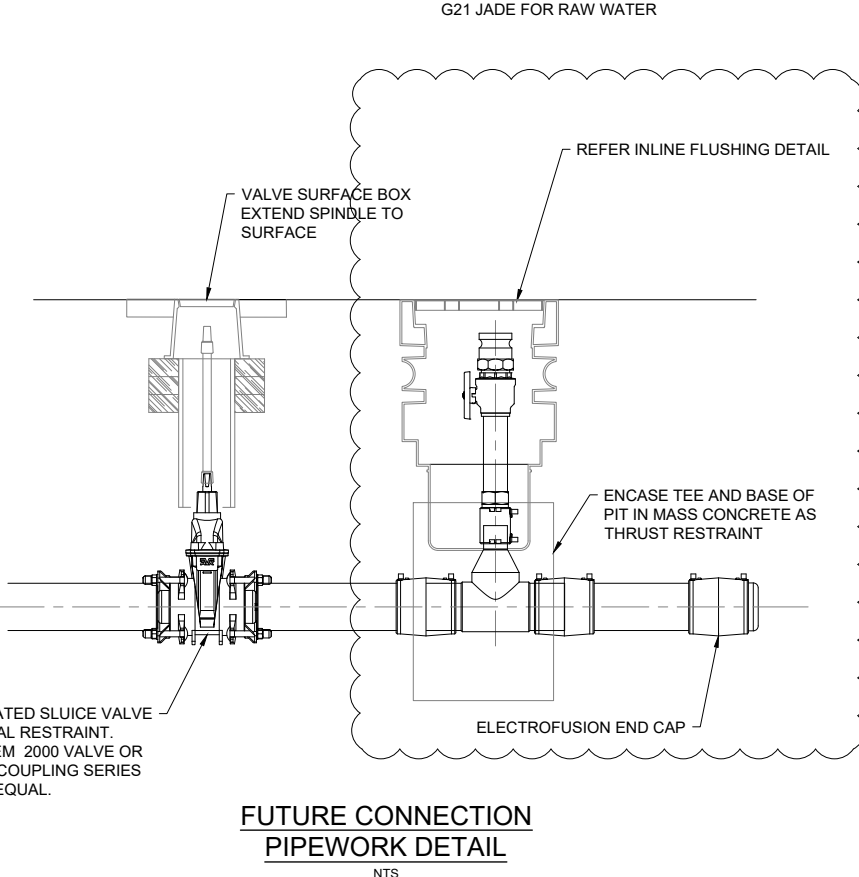 G21 JADE FOR RAW WATER
REFER INLINE FLUSHING DETAIL
VALVE SURFACE BOX
EXTEND SPINDLE TO
SURFACE
ENCASE TEE AND BASE OF
PIT IN MASS CONCRETE AS
THRUST RESTRAINT
ATED SLUICE VALVE
AL RESTRAINT.
EM 2000 VALVE OR
COUPLING SERIES
EQUAL.
ELECTROFUSION END CAP
FUTURE CONNECTION
PIPEWORK DETAIL
NTS